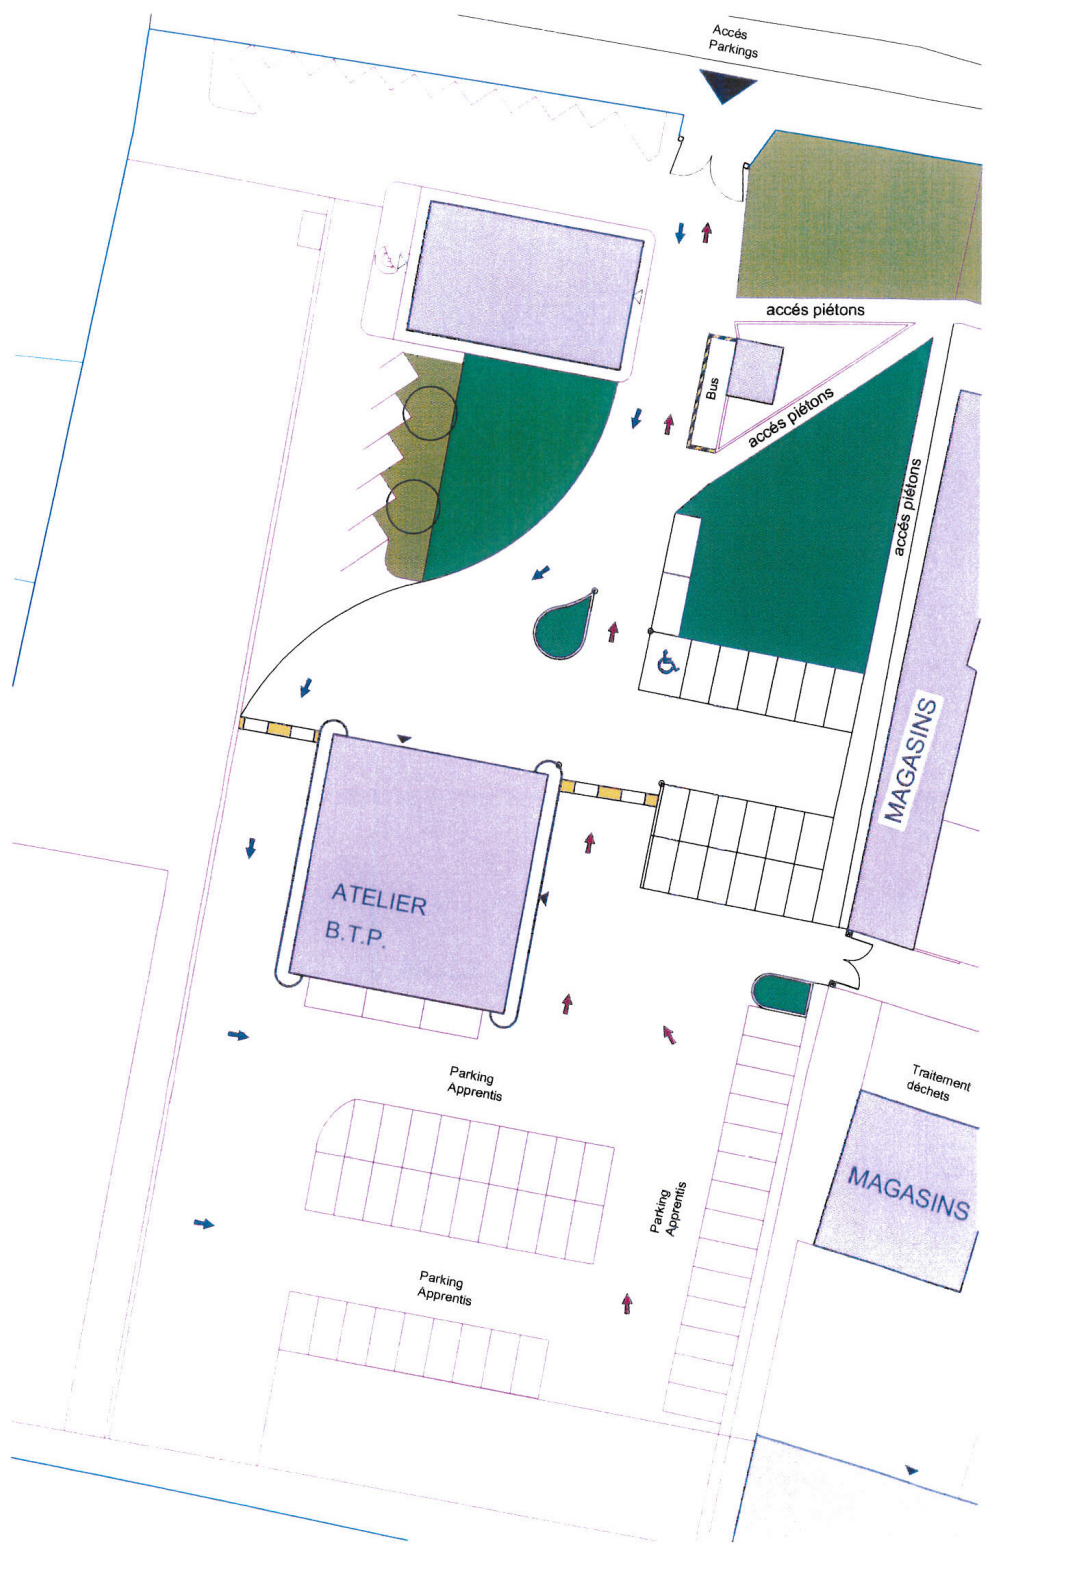 Accés
Parkings
accés piétons
Bus
accés piétons
accés piétons
MAGASINS
ATELIER
B.T.P.
Parking
Apprentis
Traitement
déchets
MAGASINS
Parking
Apprentis
Parking
Apprentis